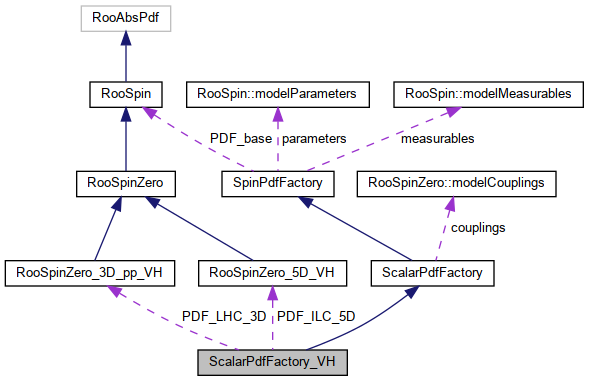 RooAbsPdf
RooSpin
RooSpin::modelParameters
RooSpin::modelMeasurables
PDF_base
parameters
measurables
RooSpinZero
SpinPdfFactory
RooSpinZero::modelCouplings
couplings
RooSpinZero_3D_pp_VH
RooSpinZero_5D_VH
ScalarPdfFactory
PDF_LHC_3D
PDF_ILC_5D
ScalarPdfFactory_VH